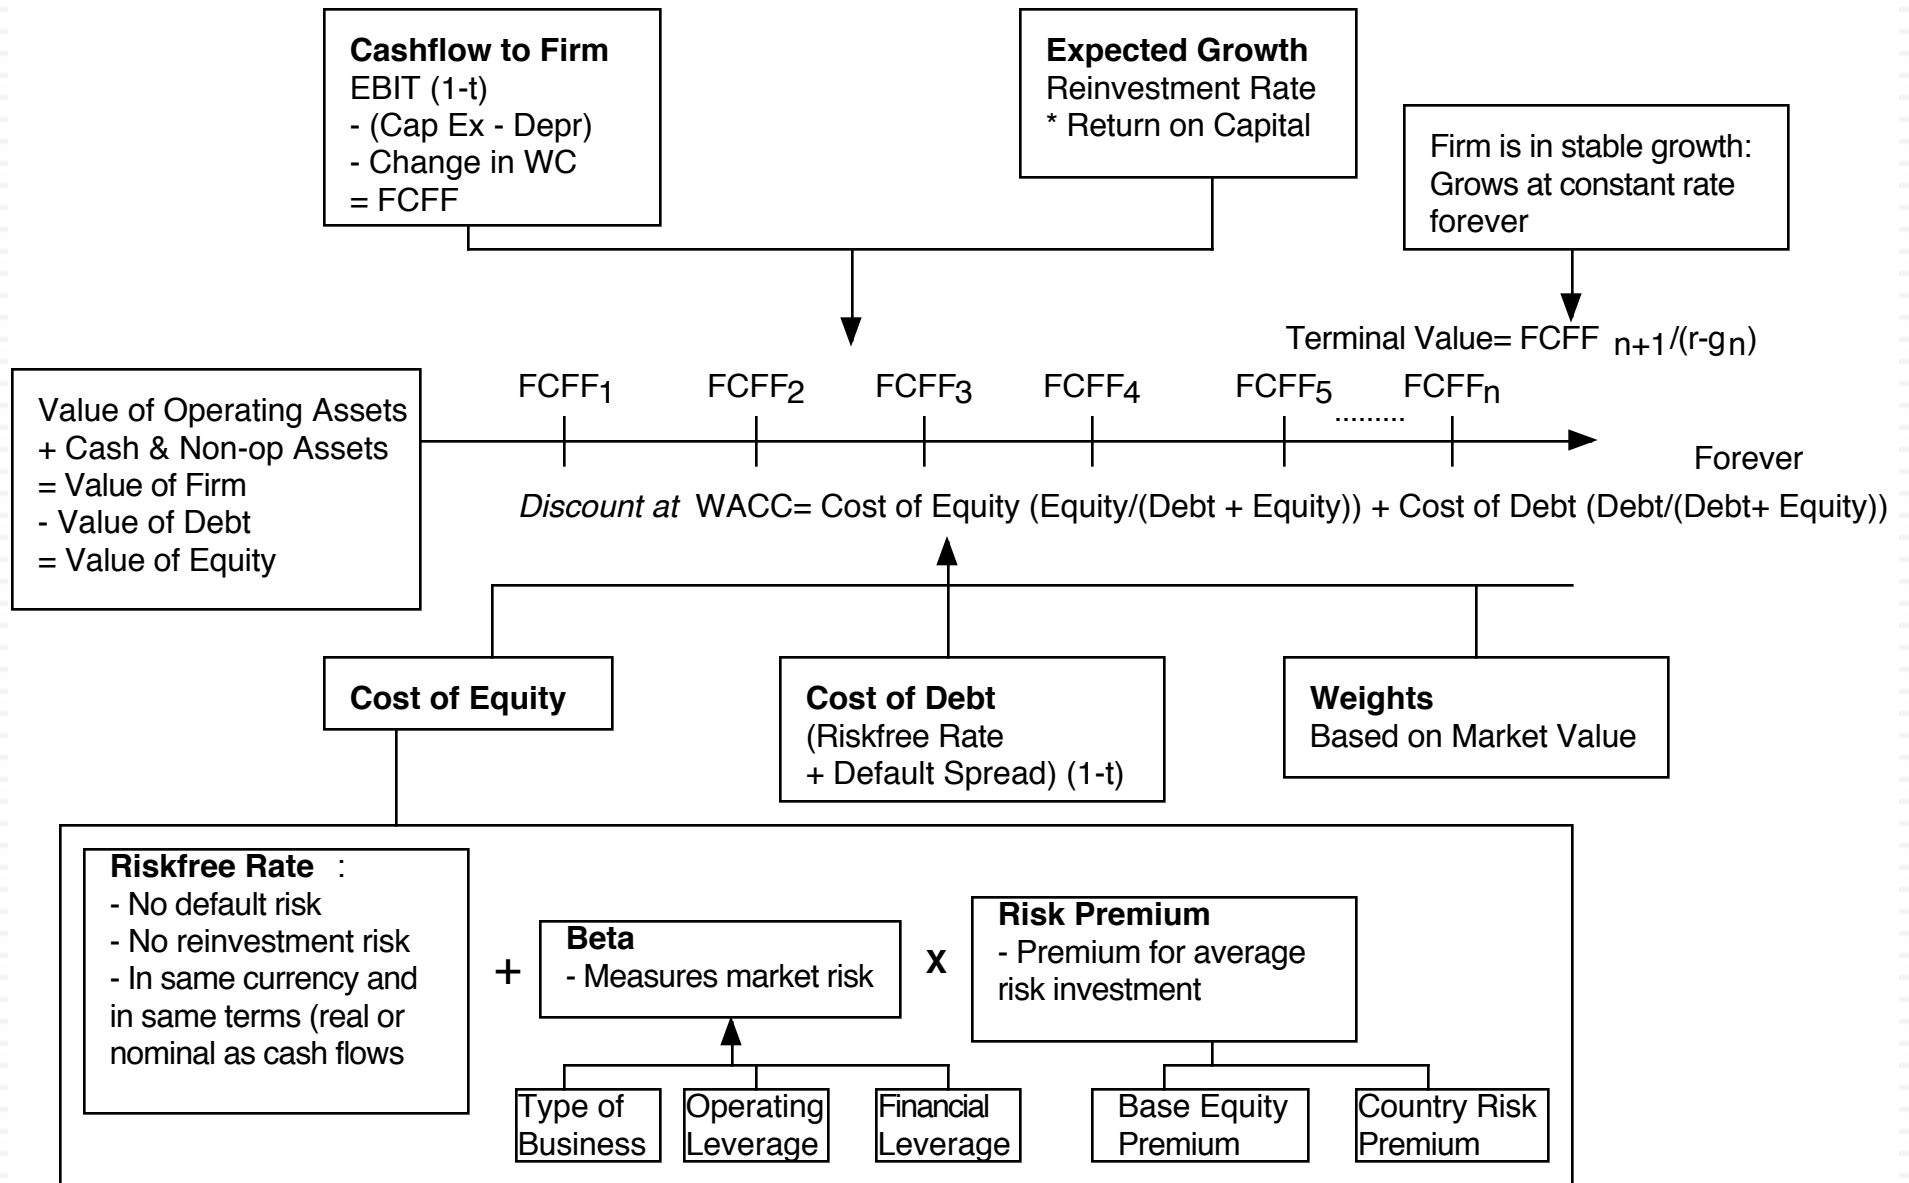 Cashflow to Firm
EBIT (1-t)
- (Cap Ex - Depr)
- Change in WC
= FCFF
Expected Growth
Reinvestment Rate
* Return on Capital
Firm is in stable growth:
Grows at constant rate
forever
Terminal Value= FCFF n+1/(r-gn)
FCFF1 FCFF2 FCFF3 FCFF4 FCFF5 ......... FCFFn
Forever
Value of Operating Assets
+ Cash & Non-op Assets
= Value of Firm
- Value of Debt
= Value of Equity
Discount at WACC= Cost of Equity (Equity/(Debt + Equity)) + Cost of Debt (Debt/(Debt+ Equity))
Cost of Equity
Cost of Debt
(Riskfree Rate
+ Default Spread) (1-t)
Weights
Based on Market Value
Riskfree Rate :
- No default risk
- No reinvestment risk
- In same currency and
in same terms (real or
nominal as cash flows
+
Beta
- Measures market risk
X
Risk Premium
- Premium for average
risk investment
Type of
Business
Operating
Leverage
Financial
Leverage
Base Equity
Premium
Country Risk
Premium